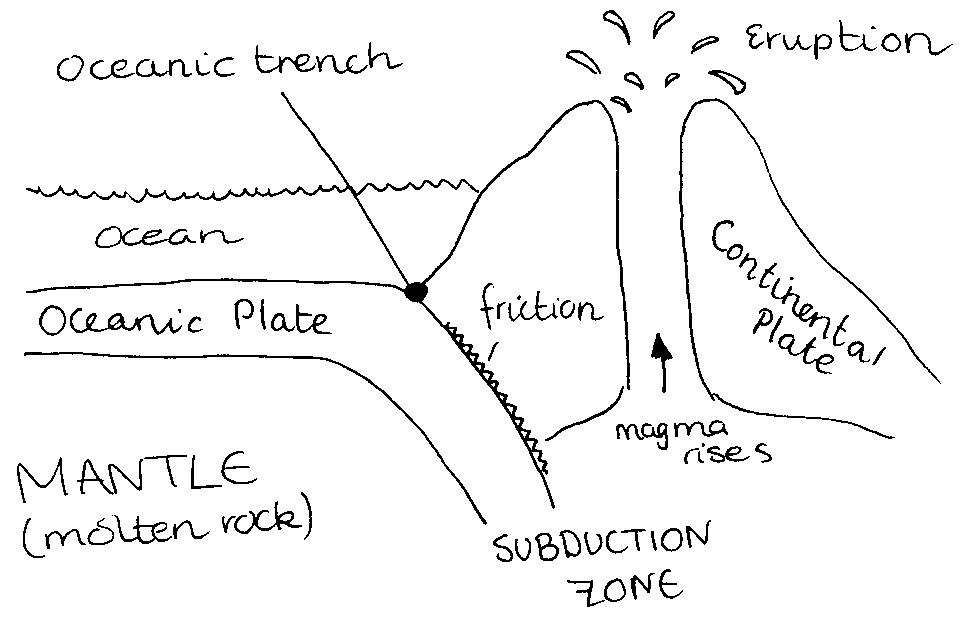 Oceanic trench
Eruption
Ocean
Oceanic Plate
friction
Continental
Plate
magma
rises
MANTLE
(molten rock)
SUBDUCTION
ZONE